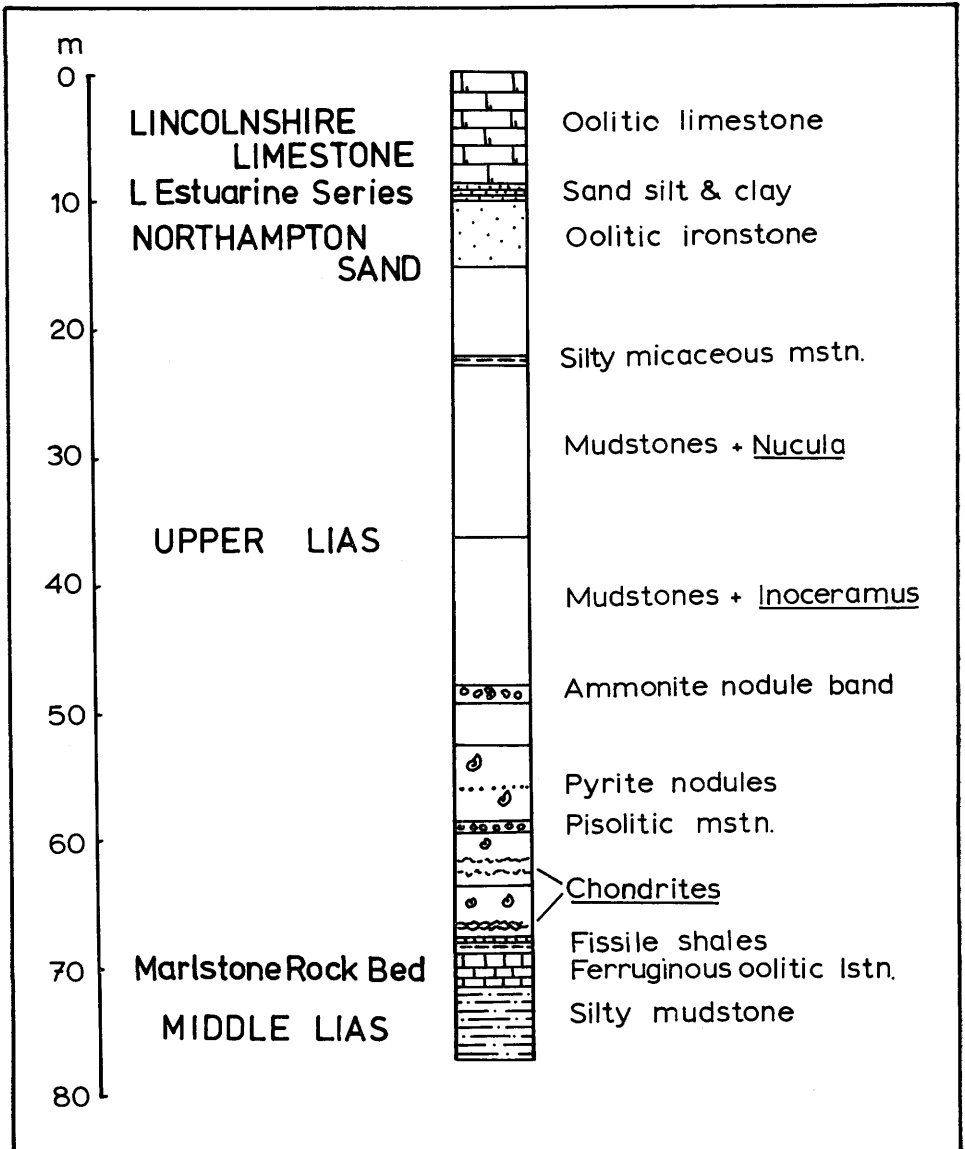 m
0
LINCOLNSHIRE
LIMESTONE
Oolitic limestone
L Estuarine Series
Sand silt & clay
10
NORTHAMPTON
SAND
Oolitic ironstone
20
Silty micaceous mstn.
30
Mudstones + Nucula
UPPER LIAS
40
Mudstones + Inoceramus
Ammonite nodule band
50
Pyrite nodules
Pisolitic mstn.
60
Chondrites
Fissile shales
70
Marlstone Rock Bed
Ferruginous oolitic lstn.
MIDDLE LIAS
Silty mudstone
80